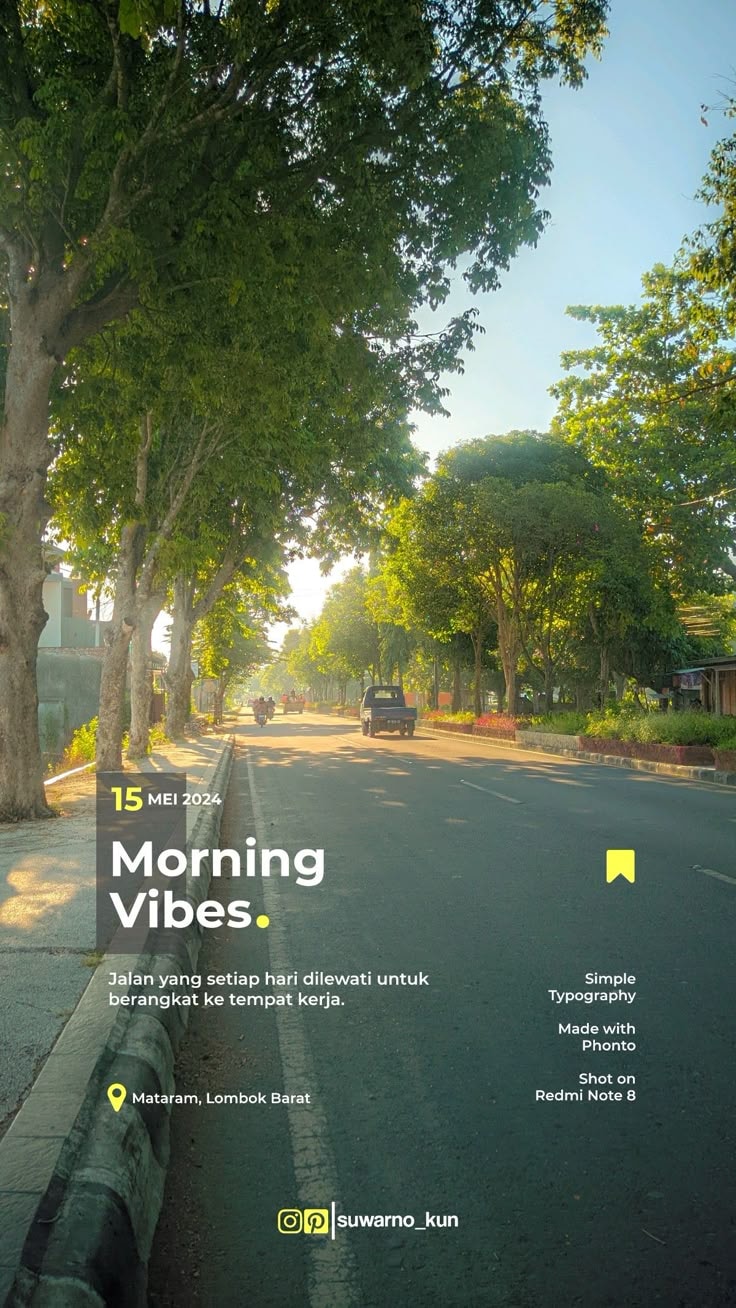 15 MEI 2024
Morning
Vibes.
Jalan yang setiap hari dilewati untuk
berangkat ke tempat kerja.
Mataram, Lombok Barat
Simple
Typography
Made with
Phonto
Shot on
Redmi Note 8
suwarno_kun